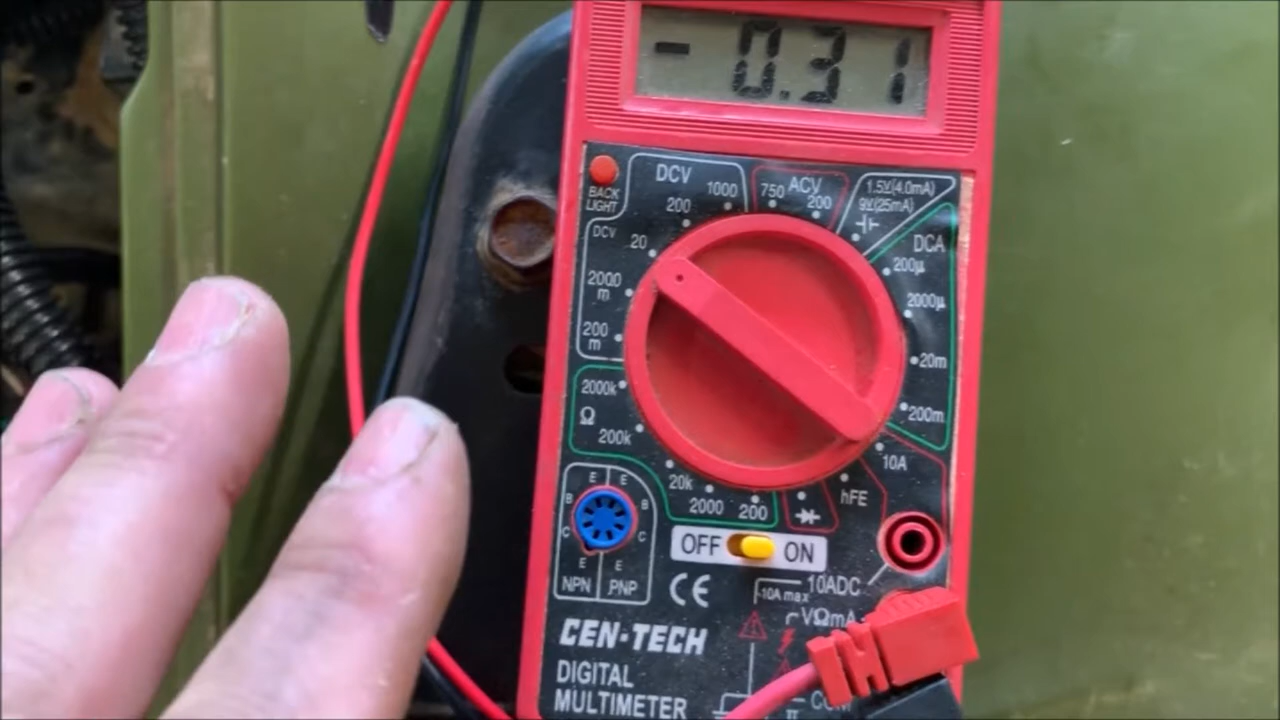 - 0.31
BACK
LIGHT
DCV
1000
200
750
ACV
200
1.5V(4.0mA)
9V(25mA)
DCV
20
2000
m
200
m
DCA
200µ
2000µ
20m
200m
10A
hFE
2000k
Ω
200k
20k
2000
200
OFF
ON
E
E
B
B
C
C
E
E
NPN
PNP
CE
10ADC
10A max
VΩmA
CEN-TECH
DIGITAL
MULTIMETER
COM